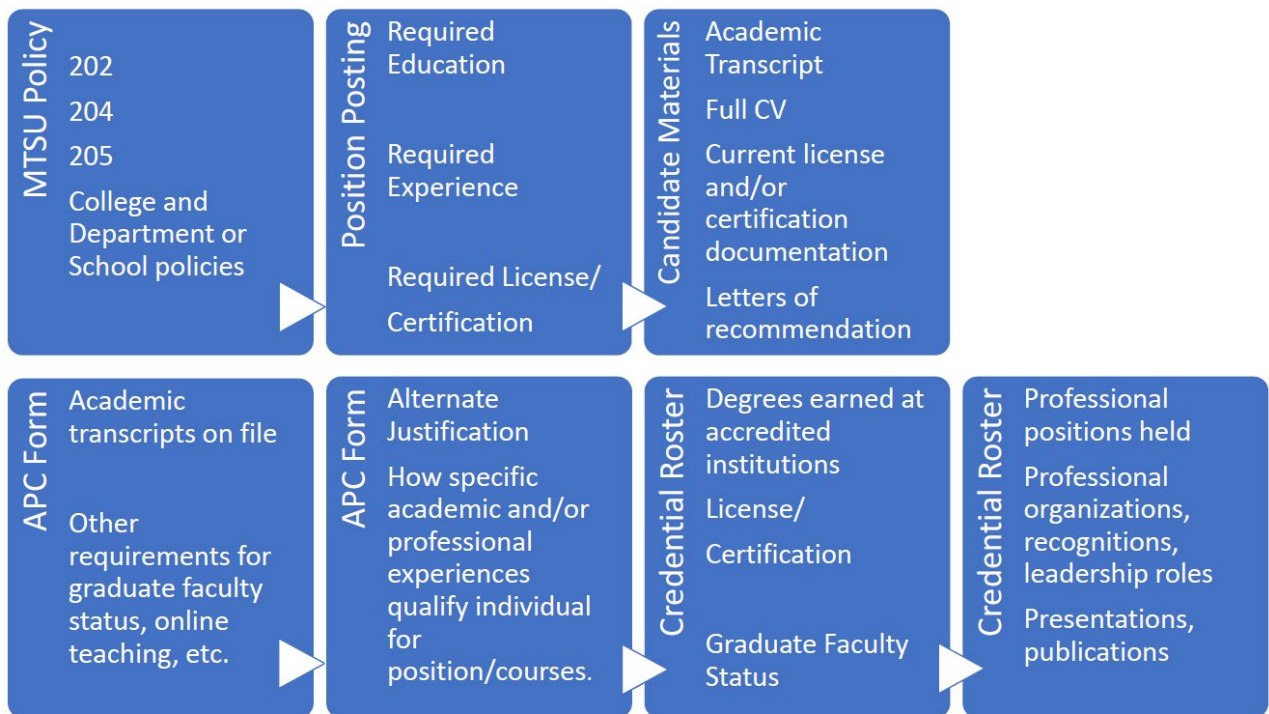 MTSU Policy
202
204
205
College and
Department or
School policies
Position Posting
Required
Education
Required
Experience
Required License/
Certification
Candidate Materials
Academic
Transcript
Full CV
Current license
and/or
certification
documentation
Letters of
recommendation
APC Form
Academic
transcripts on file
Other
requirements for
graduate faculty
status, online
teaching, etc.
APC Form
Alternate
Justification
How specific
academic and/or
professional
experiences
qualify individual
for
position/courses.
Credential Roster
Degrees earned at
accredited
institutions
License/
Certification
Graduate Faculty
Status
Credential Roster
Professional
positions held
Professional
organizations,
recognitions,
leadership roles
Presentations,
publications